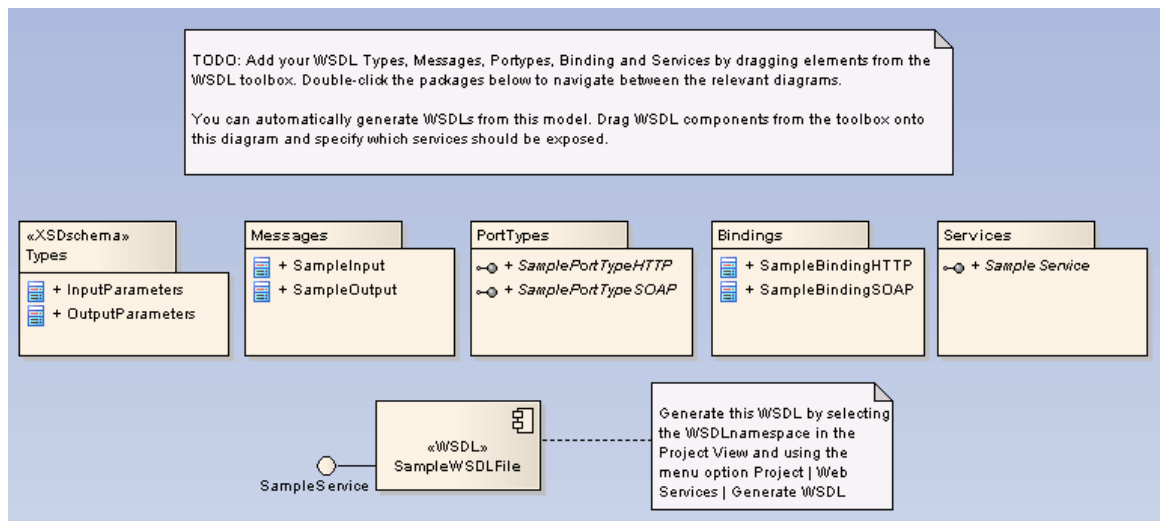 TODO: Add your WSDL Types, Messages, Portypes, Binding and Services by dragging elements from the
WSDL toolbox. Double-click the packages below to navigate between the relevant diagrams.
You can automatically generate WSDLs from this model. Drag WSDL components from the toolbox onto
this diagram and specify which services should be exposed.
«XSDschema»
Types
+ InputParameters
+ OutputParameters
Messages
+ SampleInput
+ SampleOutput
PortTypes
+ SamplePortTypeHTTP
+ SamplePortTypeSOAP
Bindings
+ SampleBindingHTTP
+ SampleBindingSOAP
Services
+ Sample Service
«WSDL»
SampleWSDLFile
SampleService
Generate this WSDL by selecting
the WSDLnamespace in the
Project View and using the
menu option Project | Web
Services | Generate WSDL